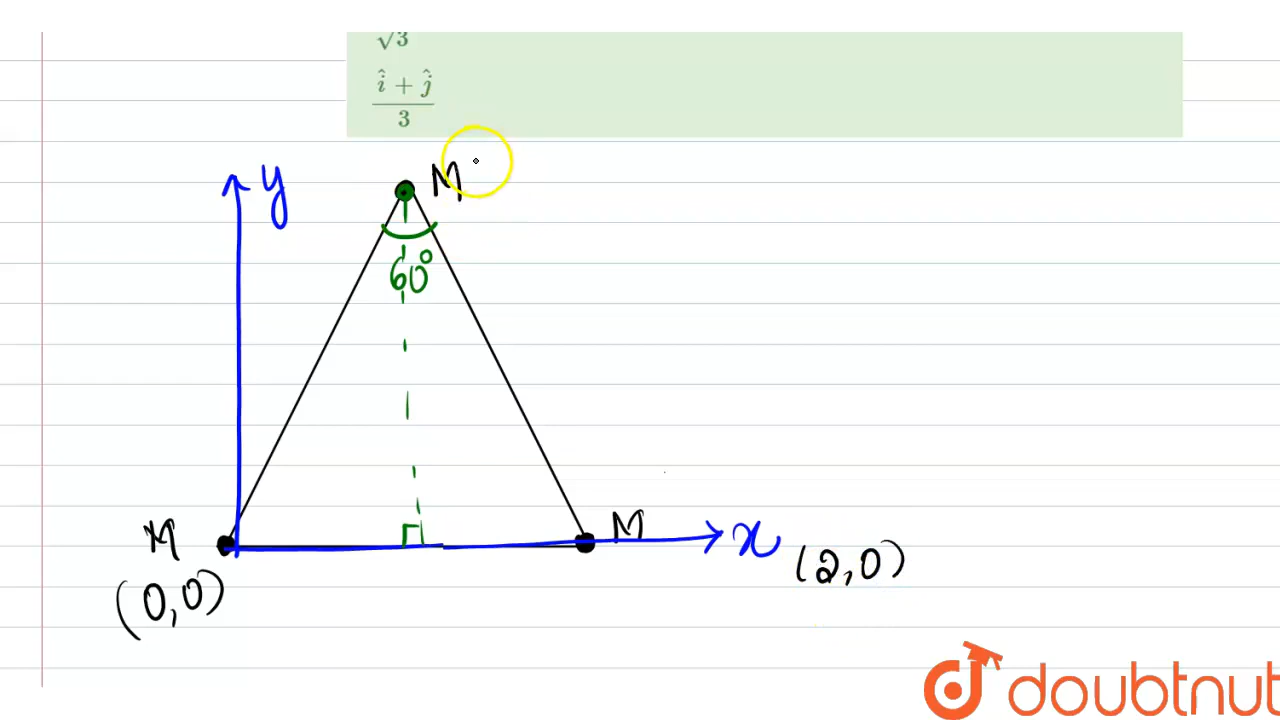 √3
î + ĵ
3
y
M
60°
M
M
x
(2,0)
(0,0)
doubtnut